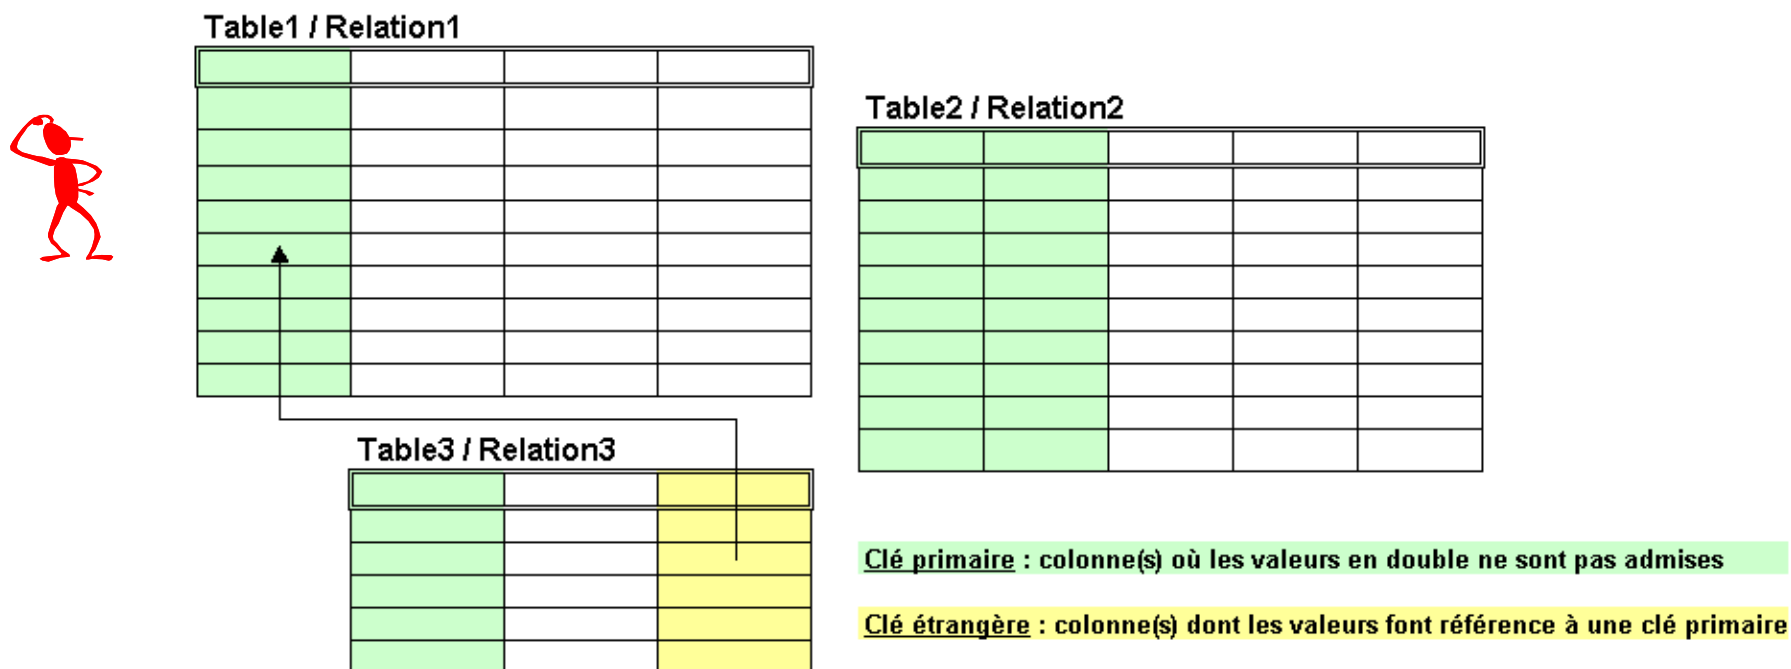 Table1 / Relation1
Table2 / Relation2
Table3 / Relation3
Clé primaire : colonne(s) où les valeurs en double ne sont pas admises
Clé étrangère : colonne(s) dont les valeurs font référence à une clé primaire